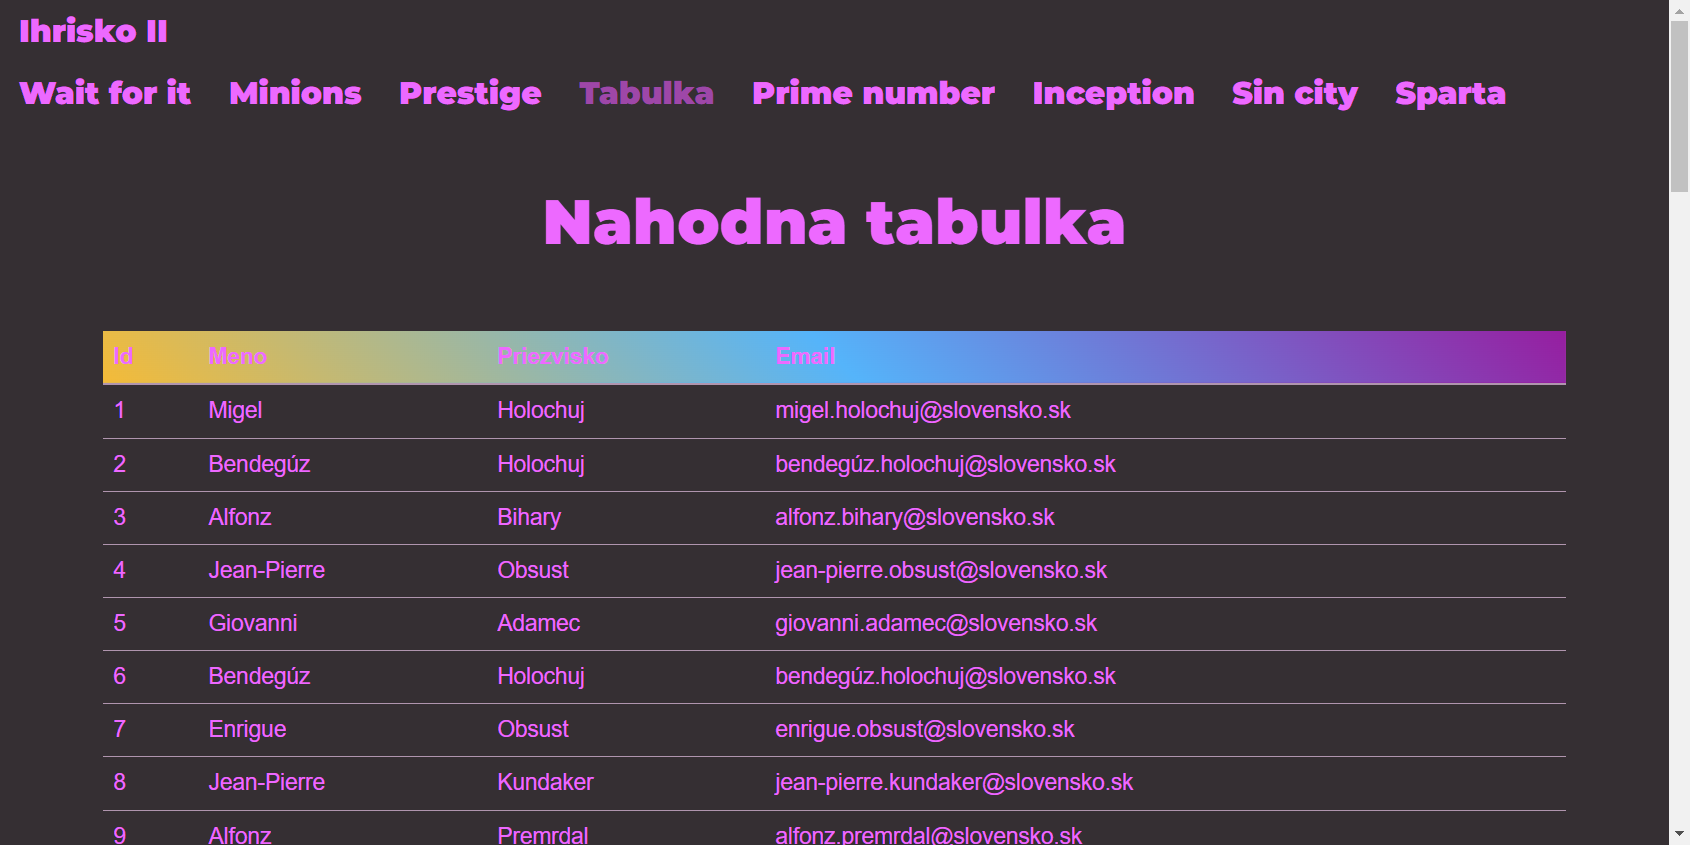 Ihrisko II
Wait for it Minions Prestige Tabulka Prime number Inception Sin city Sparta
Nahodna tabulka
Id Meno Priezvisko Email
1 Migel Holochuj migel.holochuj@slovensko.sk
2 Bendegúz Holochuj bendegúz.holochuj@slovensko.sk
3 Alfonz Bihary alfonz.bihary@slovensko.sk
4 Jean-Pierre Obsust jean-pierre.obsust@slovensko.sk
5 Giovanni Adamec giovanni.adamec@slovensko.sk
6 Bendegúz Holochuj bendegúz.holochuj@slovensko.sk
7 Enrigue Obsust enrigue.obsust@slovensko.sk
8 Jean-Pierre Kundaker jean-pierre.kundaker@slovensko.sk
9 Alfonz Premrdal alfonz.premrdal@slovensko.sk